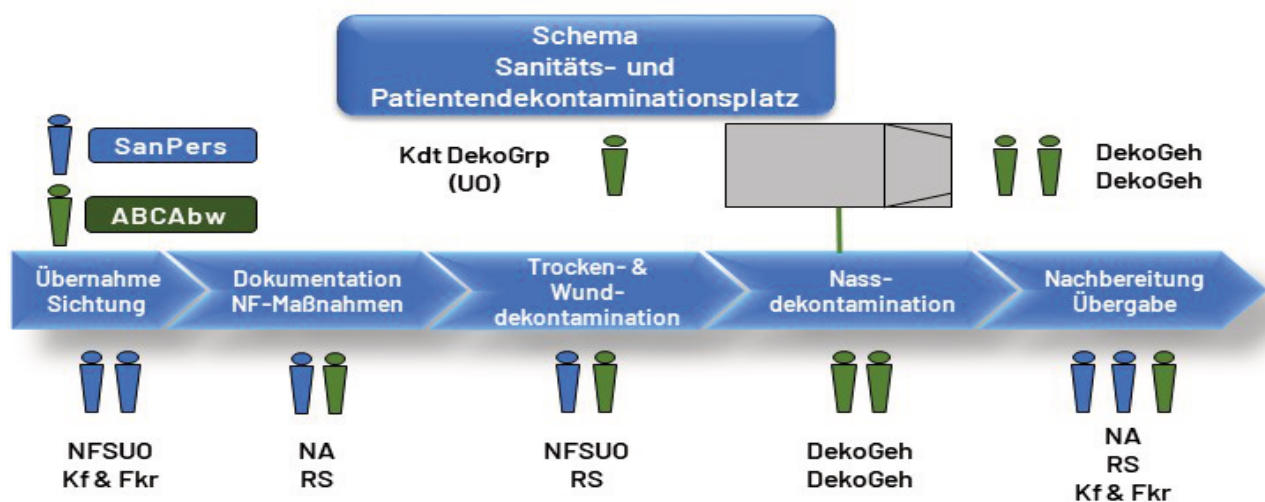 Schema
Sanitäts- und
Patientendekontaminationsplatz
SanPers
ABCAbw
Kdt DekoGrp
(UO)
DekoGeh
DekoGeh
Übernahme
Sichtung
Dokumentation
NF-Maßnahmen
Trocken- &
Wund-
dekontamination
Nass-
dekontamination
Nachbereitung
Übergabe
NFSUO
Kf & Fkr
NA
RS
NFSUO
RS
DekoGeh
DekoGeh
NA
RS
Kf & Fkr